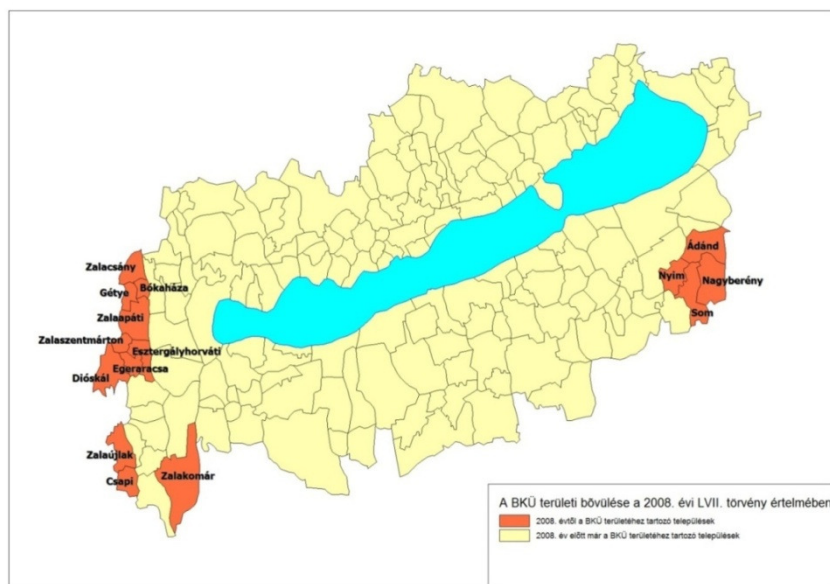 Ádánd
Zalacsány
Nyim
Nagyberény
Gétye
Bókaháza
Zalaapáti
Som
Zalaszentmárton
Esztergályhorváti
Egeraracsa
Dióskál
Zalaújlak
Zalakomár
Csapi
A BKÜ területi bövülése a 2008. évi LVII. törvény értelmében
2008. évtől a BKÜ területéhez tartozó települések
2008. év előtt már a BKÜ területéhez tartozó települések